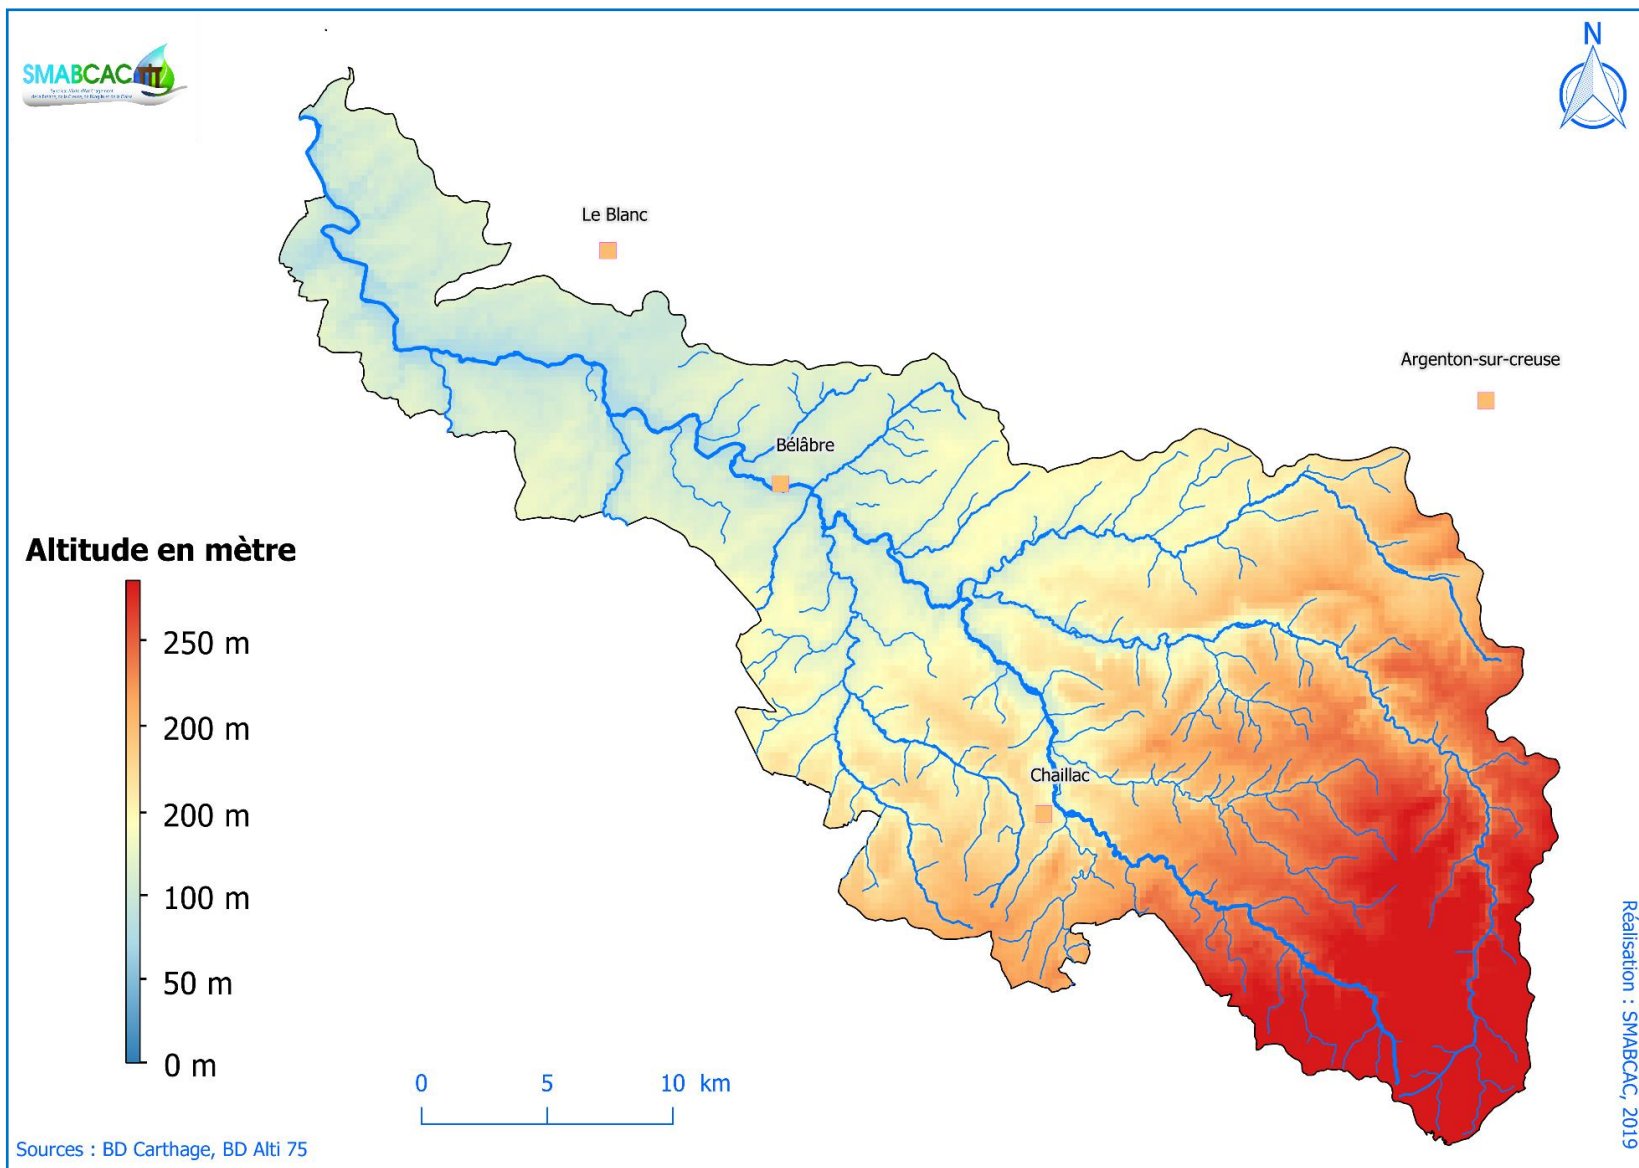 SMABCAC
N
Le Blanc
Argenton-sur-creuse
Bélâbre
Chaillac
Altitude en mètre
250 m
200 m
200 m
100 m
50 m
0 m
0 5 10 km
Sources : BD Carthage, BD Alti 75
Réalisation : SMABCAC, 2019